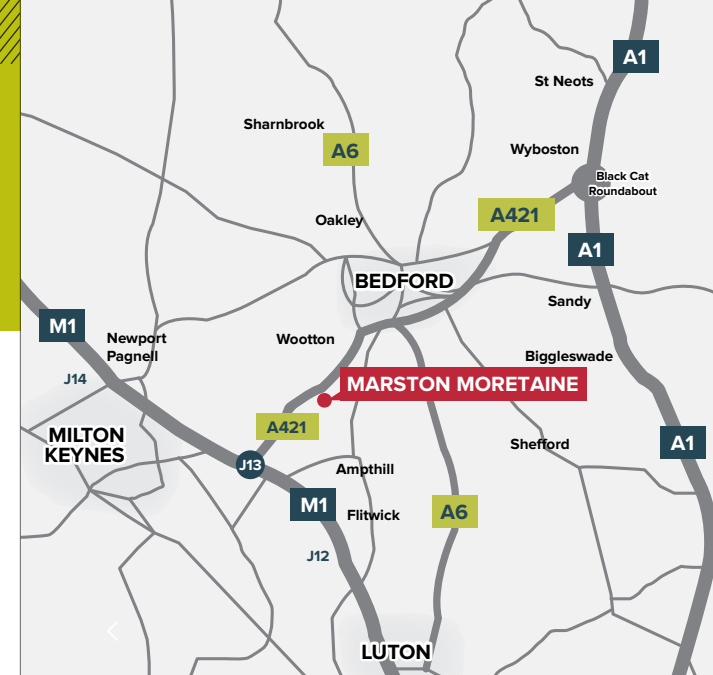 A1
St Neots
Sharnbrook
A6
Wyboston
Black Cat
Roundabout
A421
Oakley
A1
BEDFORD
Sandy
M1
Newport
Pagnell
Wootton
Biggleswade
J14
MARSTON MORETAINE
A421
MILTON
KEYNES
Shefford
A1
J13
Ampthill
M1
Flitwick
A6
J12
LUTON